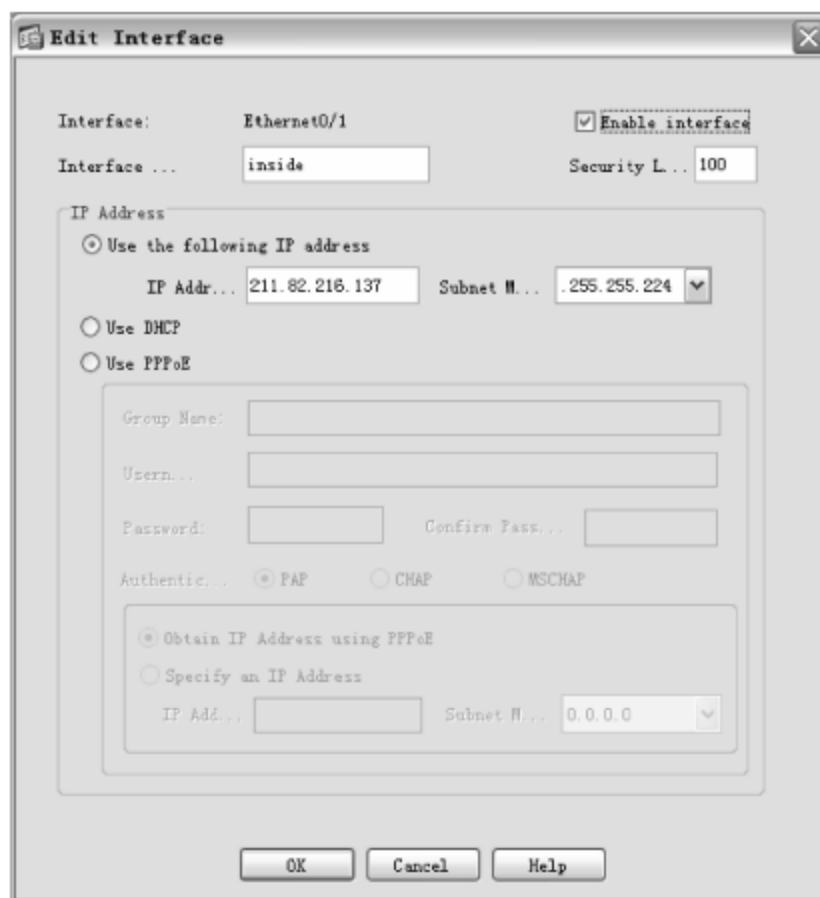 Edit Interface
Interface: Ethernet0/1 Enable interface
Interface ... inside Security L... 100
IP Address
Use the following IP address
IP Addr... 211.82.216.137 Subnet M... .255.255.224
Use DHCP
Use PPPoE
Group Name:
Usern...
Password: Confirm Pass...
Authentic... PAP CHAP MSCHAP
Obtain IP Address using PPPoE
Specify an IP Address
IP Add... Subnet M... 0.0.0.0
OK Cancel Help